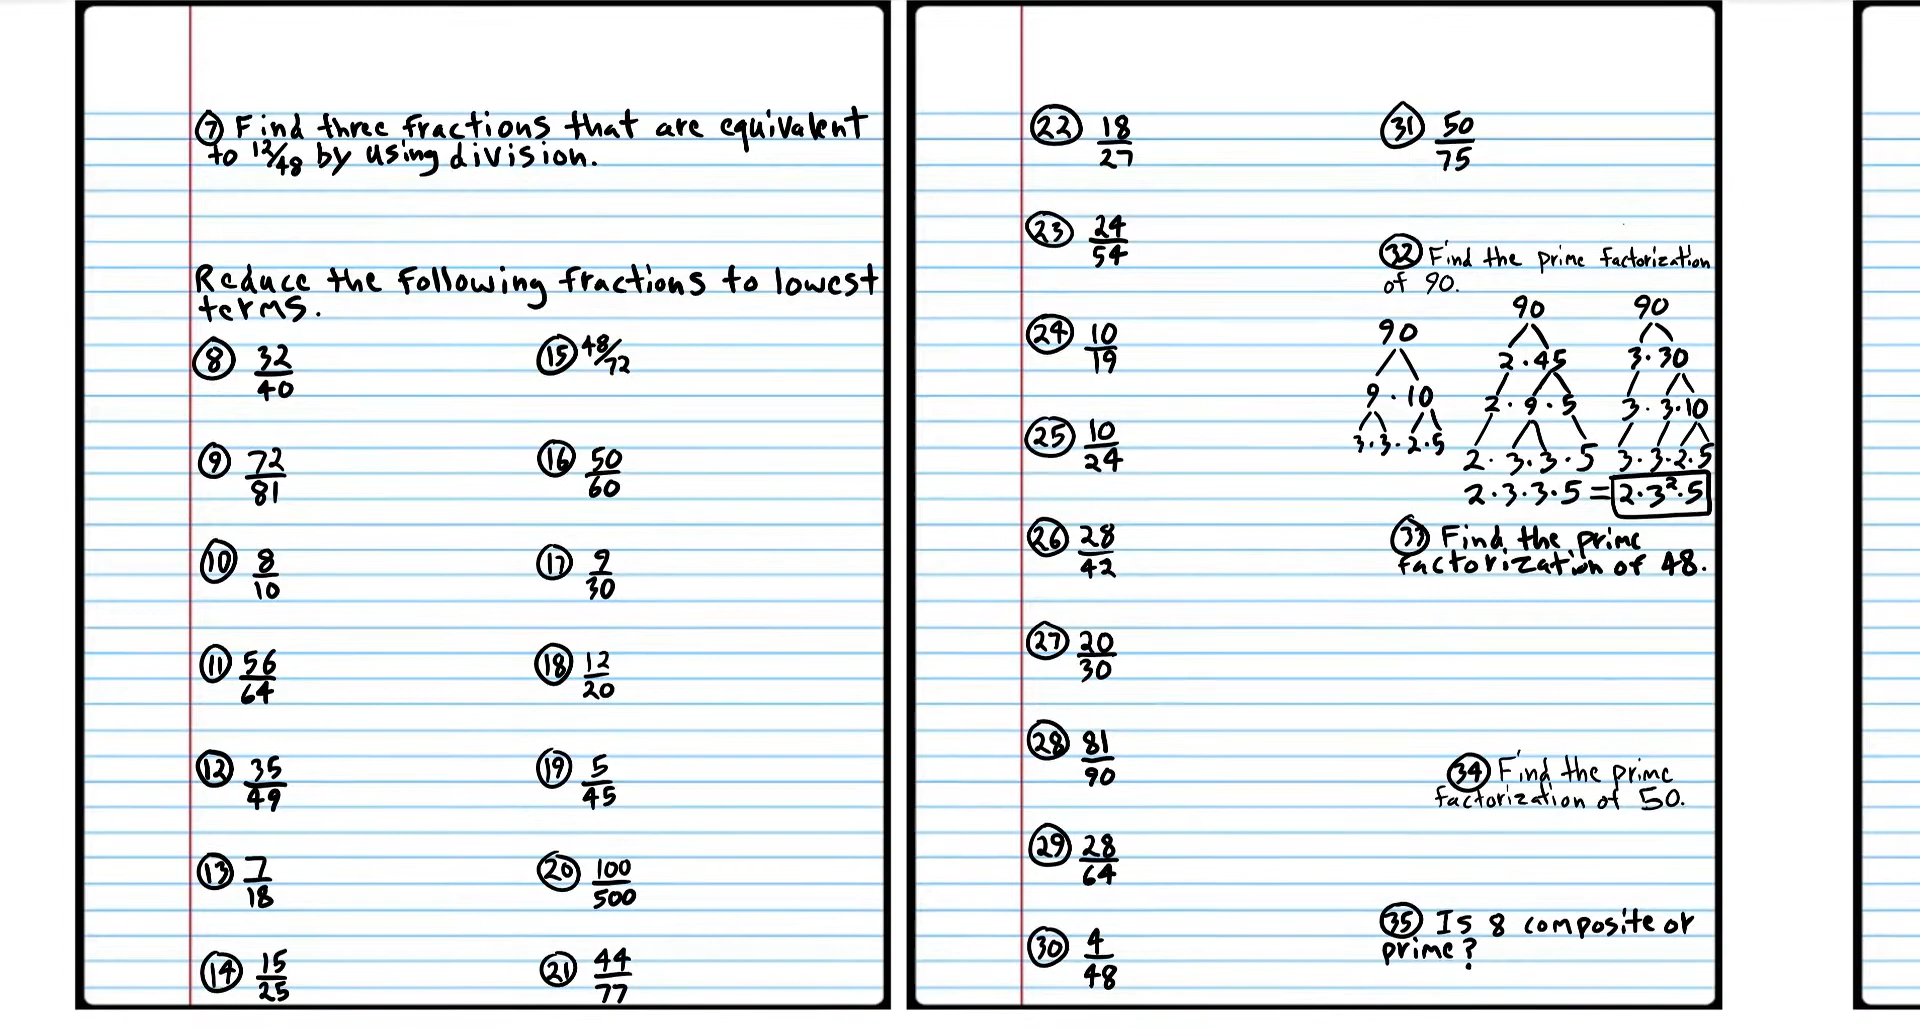 ⑦ Find three fractions that are equivalent
to 12/48 by using division.
Reduce the following fractions to lowest
terms.
⑧ 32/40
⑨ 72/81
⑩ 8/10
⑪ 56/64
⑫ 35/49
⑬ 7/18
⑭ 15/25
⑮ 48/72
⑯ 50/60
⑰ 9/30
⑱ 12/20
⑲ 5/45
⑳ 100/500
㉑ 44/77
㉒ 18/27
㉓ 24/54
㉔ 10/19
㉕ 10/24
㉖ 28/42
㉗ 20/30
㉘ 81/90
㉙ 28/64
㉚ 4/48
㉛ 50/75
㉜ Find the prime factorization
of 90.
90
9 · 10
3 · 3 · 2 · 5
90
2 · 45
2 · 9 · 5
2 · 3 · 3 · 5
90
3 · 30
3 · 3 · 10
3 · 3 · 2 · 5
2 · 3 · 3 · 5 = 2 · 3² · 5
㉝ Find the prime
factorization of 48.
㉞ Find the prime
factorization of 50.
㉟ Is 8 composite or
prime?